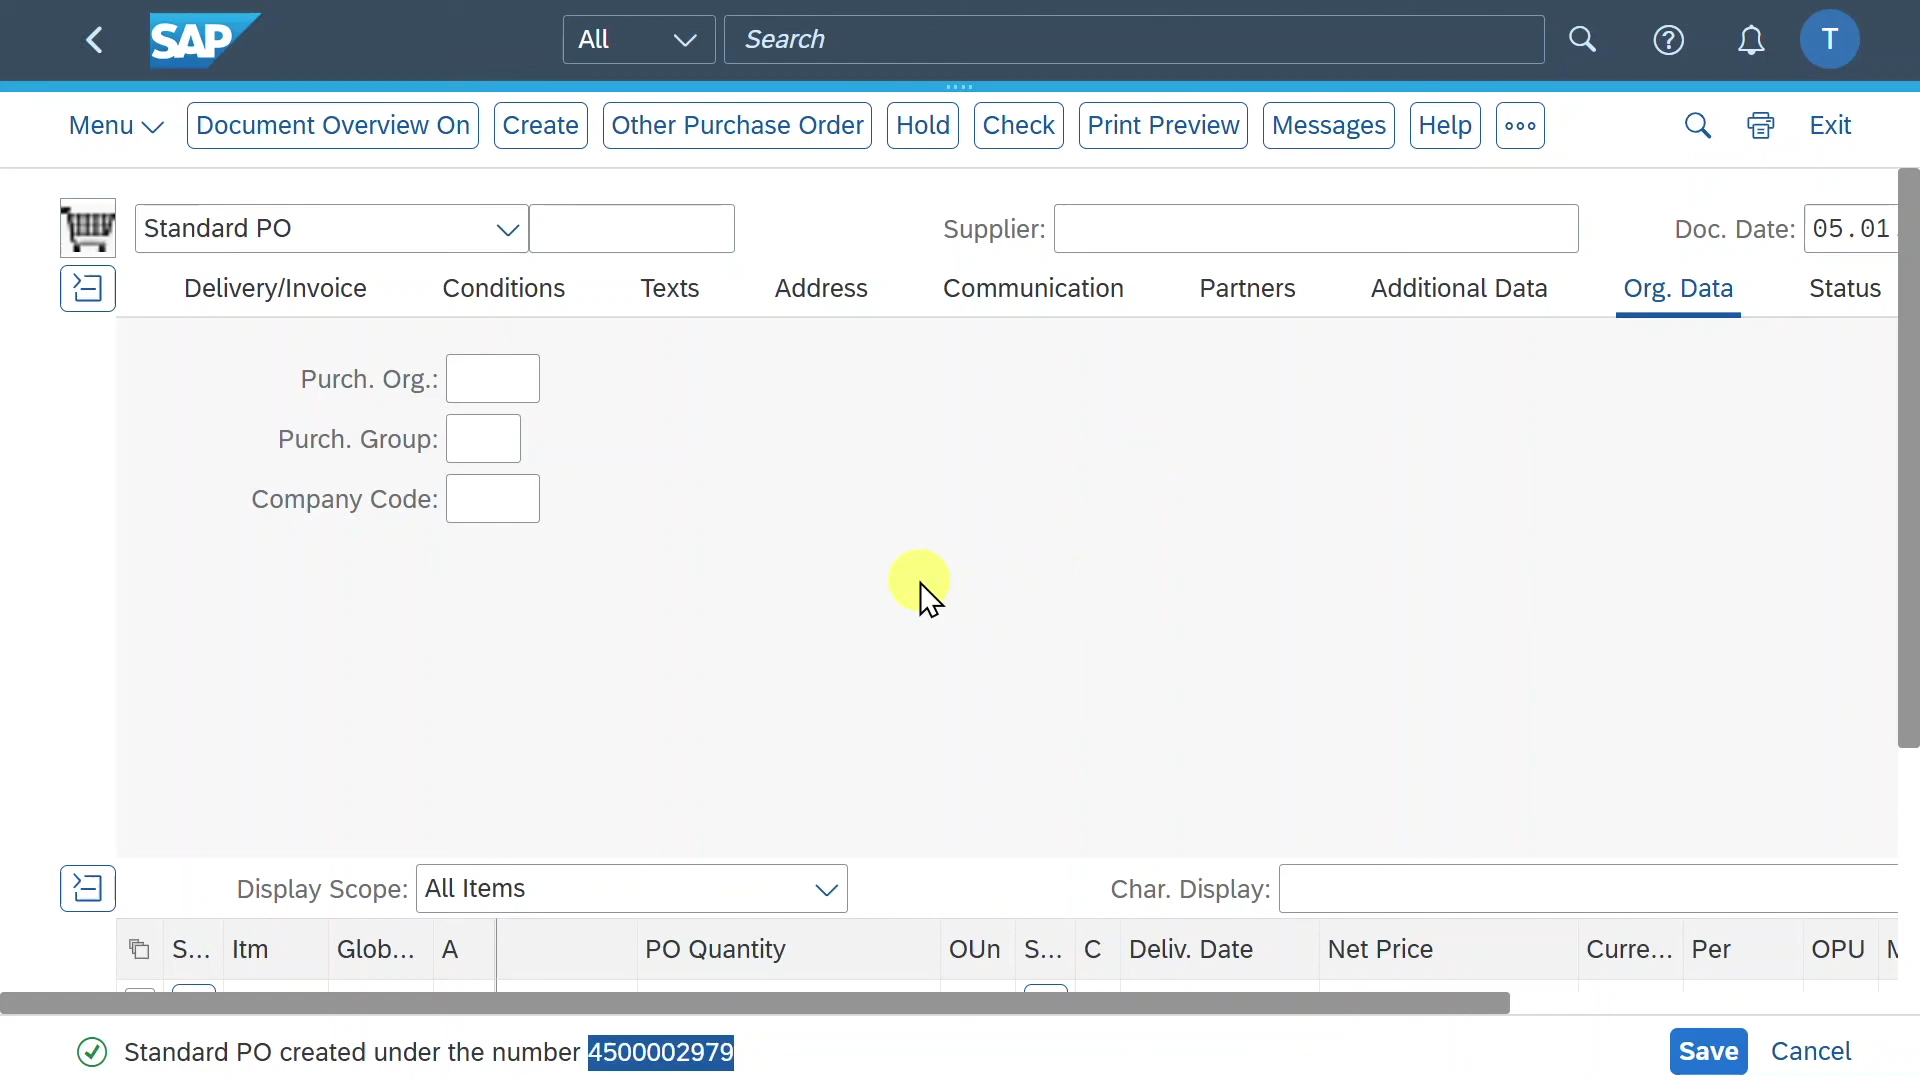 SAP All Search T
Menu Document Overview On Create Other Purchase Order Hold Check Print Preview Messages Help Exit
Standard PO Supplier: Doc. Date: 05.01
Delivery/Invoice Conditions Texts Address Communication Partners Additional Data Org. Data Status
Purch. Org.:
Purch. Group:
Company Code:
Display Scope: All Items Char. Display:
S... Itm Glob... A PO Quantity OUn S... C Deliv. Date Net Price Curre... Per OPU
Standard PO created under the number 4500002979 Save Cancel